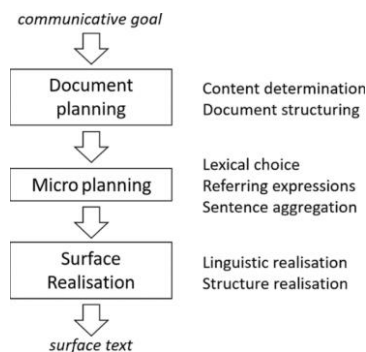 communicative goal
Document
planning
Content determination
Document structuring
Micro planning
Lexical choice
Referring expressions
Sentence aggregation
Surface
Realisation
Linguistic realisation
Structure realisation
surface text